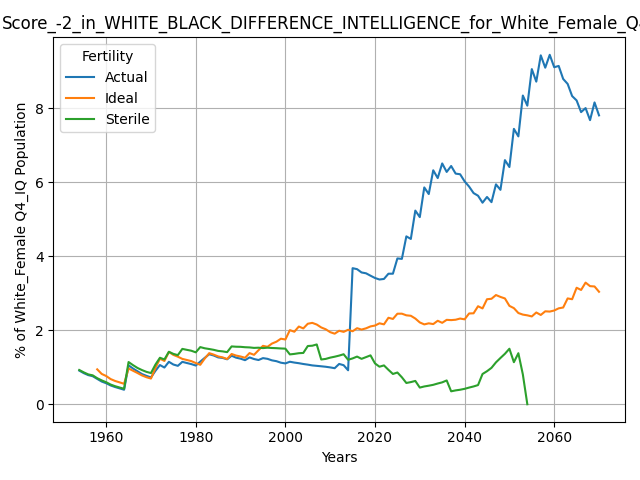 Score_-2_in_WHITE_BLACK_DIFFERENCE_INTELLIGENCE_for_White_Female_Q4
Fertility
Actual
Ideal
Sterile
% of White_Female Q4_IQ Population
8
6
4
2
0
1960 1980 2000 2020 2040 2060
Years